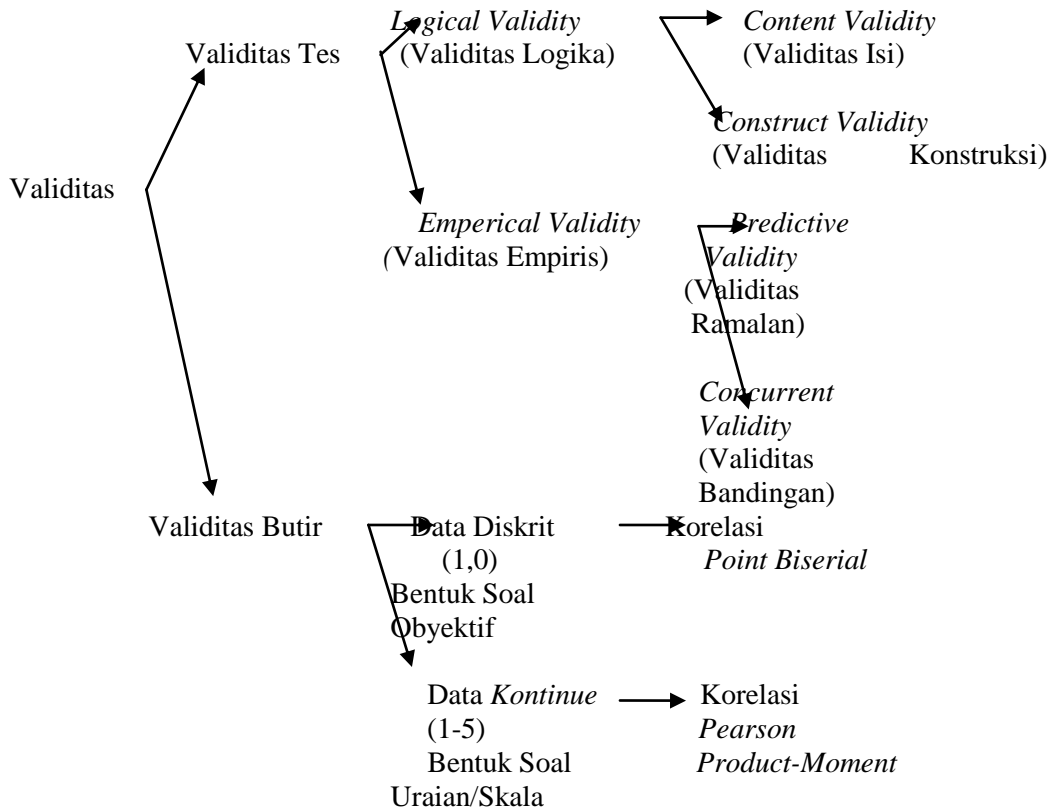 Logical Validity
Content Validity
Validitas Tes
(Validitas Logika)
(Validitas Isi)
Construct Validity
(Validitas Konstruksi)
Validitas
Emperical Validity
(Validitas Empiris)
Predictive
Validity
(Validitas
Ramalan)
Concurrent
Validity
(Validitas
Bandingan)
Validitas Butir
Data Diskrit
(1,0)
Bentuk Soal
Obyektif
Korelasi
Point Biserial
Data Kontinue
(1-5)
Bentuk Soal
Uraian/Skala
Korelasi
Pearson
Product-Moment